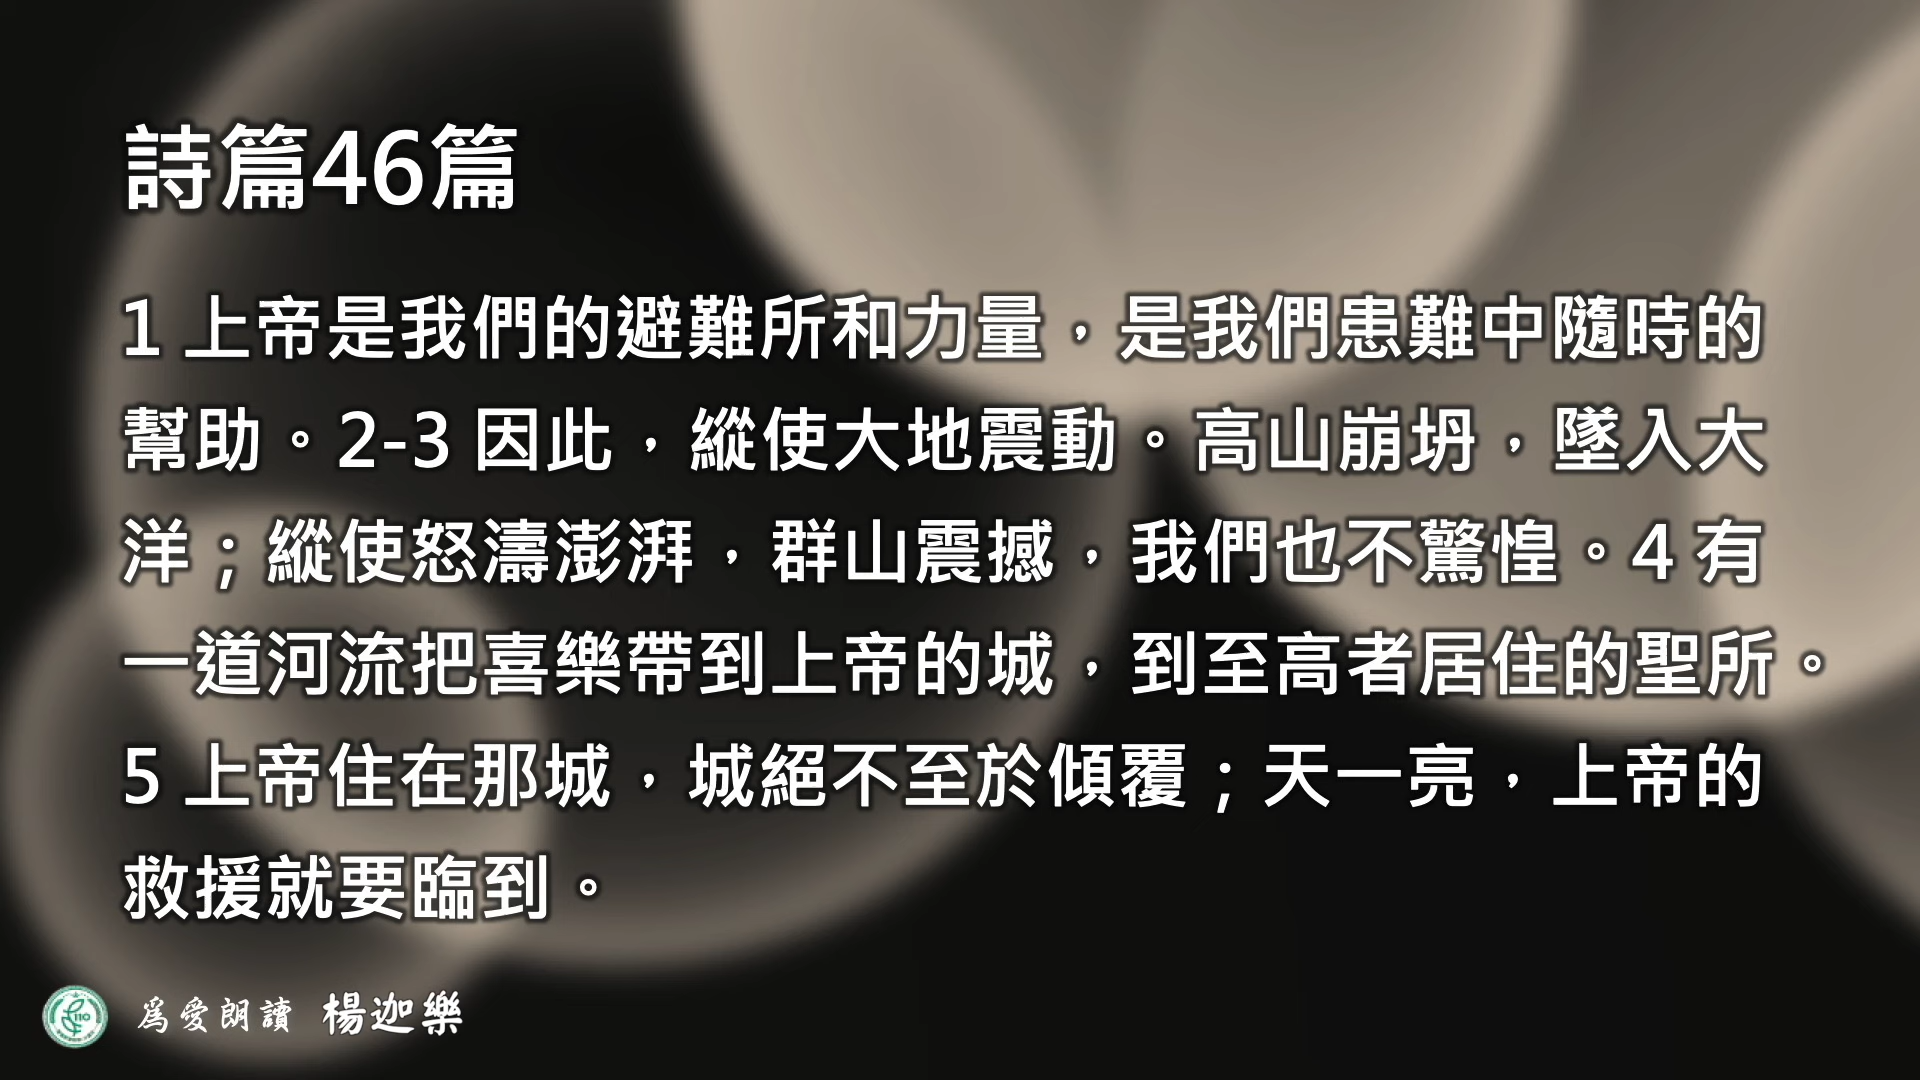 詩篇46篇
1 上帝是我們的避難所和力量，是我們患難中隨時的
幫助。2-3 因此，縱使大地震動。高山崩坍，墜入大
洋；縱使怒濤澎湃，群山震撼，我們也不驚惶。4 有
一道河流把喜樂帶到上帝的城，到至高者居住的聖所。
5 上帝住在那城，城絕不至於傾覆；天一亮，上帝的
救援就要臨到。
110
為愛朗讀 楊迦樂